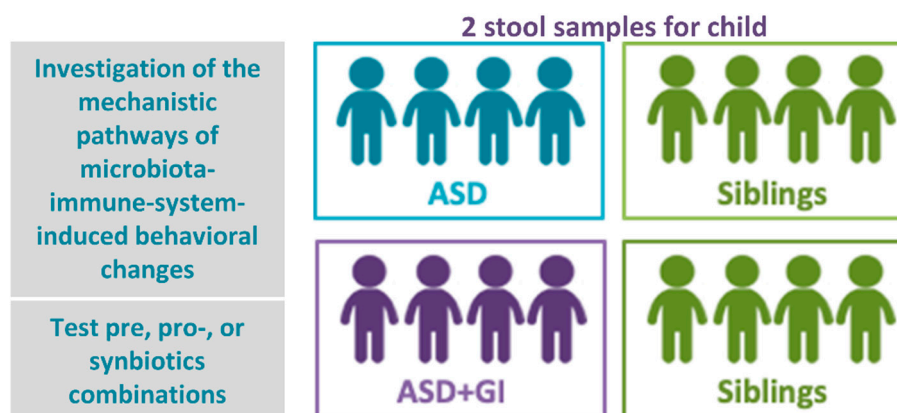 2 stool samples for child
Investigation of the
mechanistic
pathways of
microbiota-
immune-system-
induced behavioral
changes
ASD
Siblings
Test pre, pro-, or
synbiotics
combinations
ASD+GI
Siblings